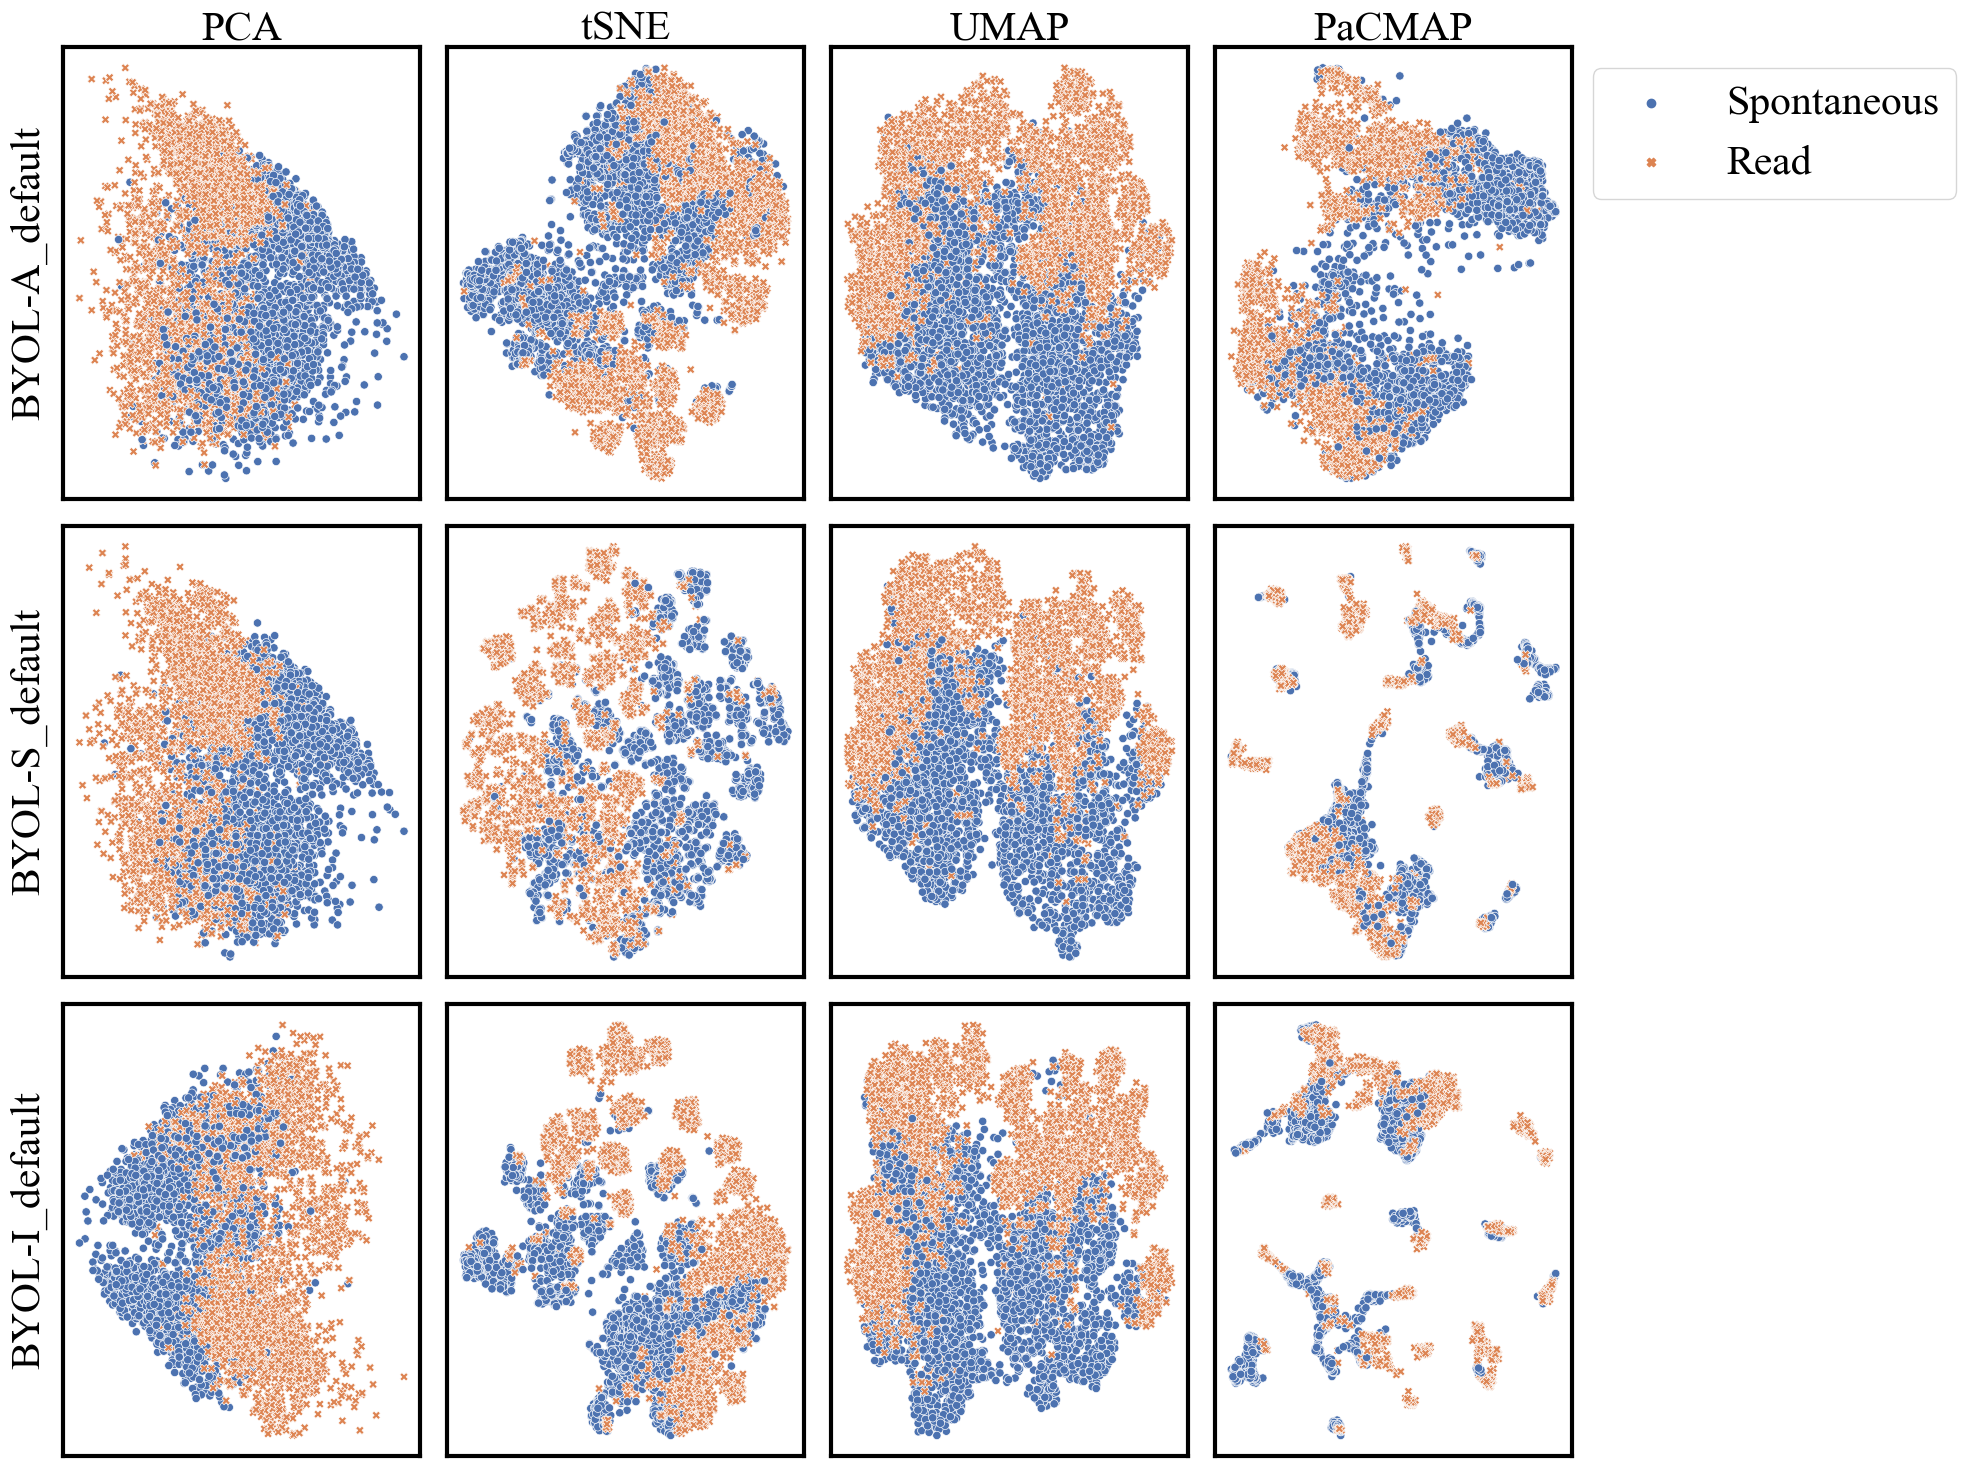 PCA
tSNE
UMAP
PaCMAP
Spontaneous
Read
BYOL-A_default
BYOL-S_default
BYOL-I_default